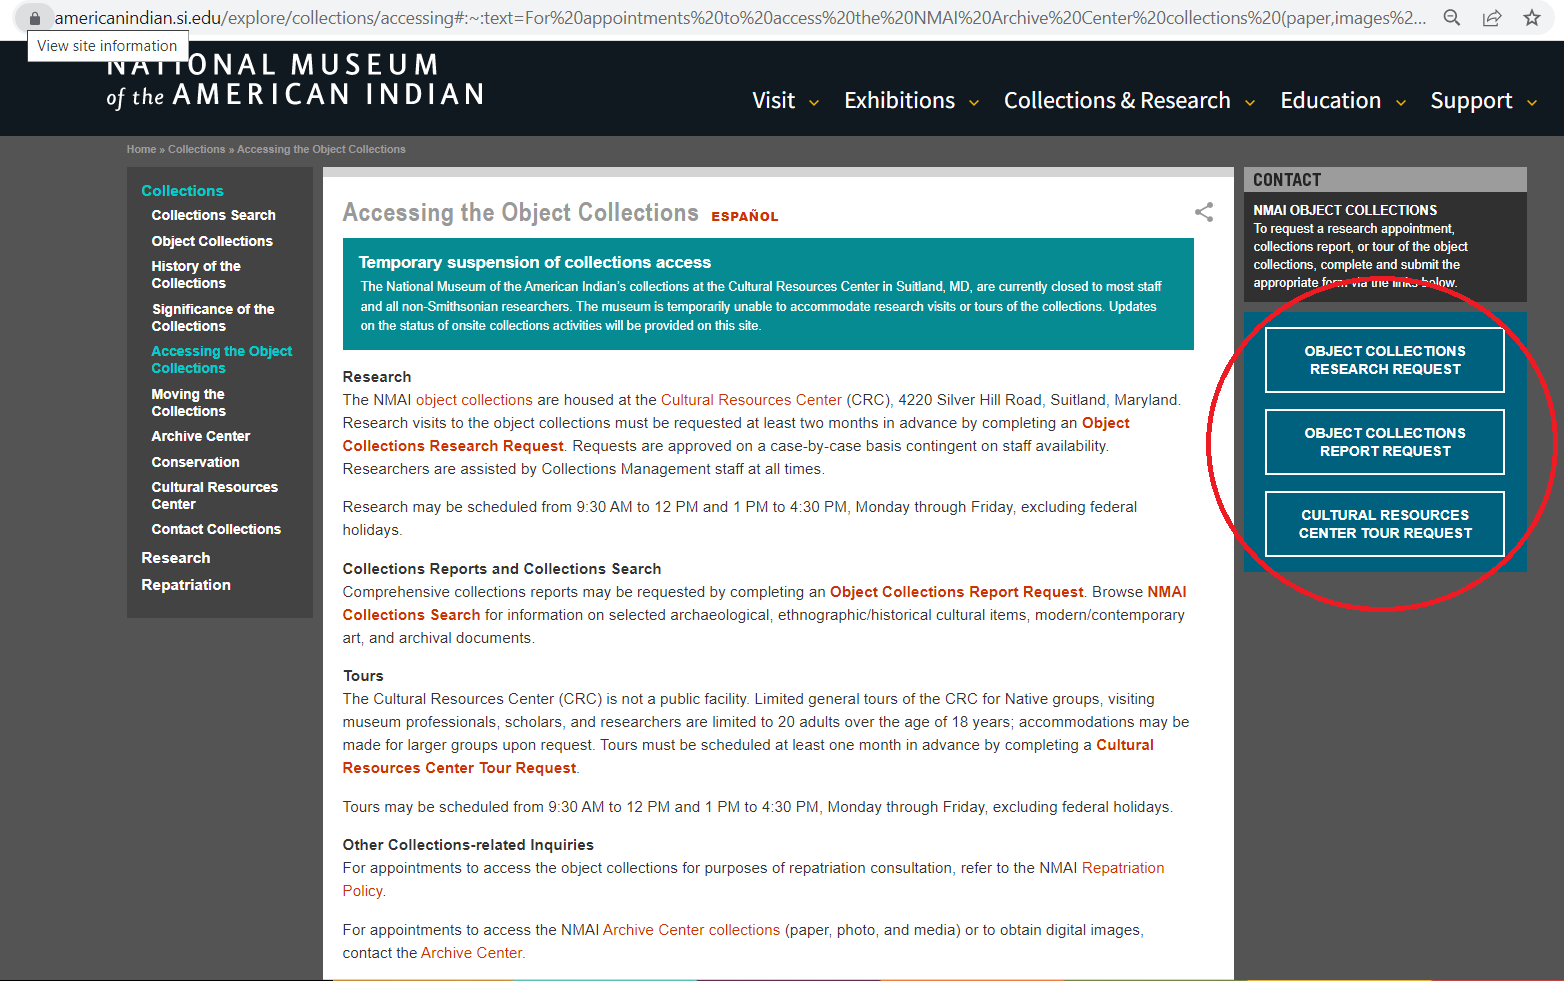 americanindian.si.edu/explore/collections/accessing#:~:text=For%20appointments%20to%20access%20the%20NMAI%20Archive%20Center%20collections%20(paper,images%2...
View site information
NATIONAL MUSEUM
of the AMERICAN INDIAN
Visit Exhibitions Collections & Research Education Support
Home » Collections » Accessing the Object Collections
Collections
Collections Search
Object Collections
History of the
Collections
Significance of the
Collections
Accessing the Object
Collections
Moving the
Collections
Archive Center
Conservation
Cultural Resources
Center
Contact Collections
Research
Repatriation
Accessing the Object Collections ESPAÑOL
Temporary suspension of collections access
The National Museum of the American Indian's collections at the Cultural Resources Center in Suitland, MD, are currently closed to most staff
and all non-Smithsonian researchers. The museum is temporarily unable to accommodate research visits or tours of the collections. Updates
on the status of onsite collections activities will be provided on this site.
Research
The NMAI object collections are housed at the Cultural Resources Center (CRC), 4220 Silver Hill Road, Suitland, Maryland.
Research visits to the object collections must be requested at least two months in advance by completing an Object
Collections Research Request. Requests are approved on a case-by-case basis contingent on staff availability.
Researchers are assisted by Collections Management staff at all times.
Research may be scheduled from 9:30 AM to 12 PM and 1 PM to 4:30 PM, Monday through Friday, excluding federal
holidays.
Collections Reports and Collections Search
Comprehensive collections reports may be requested by completing an Object Collections Report Request. Browse NMAI
Collections Search for information on selected archaeological, ethnographic/historical cultural items, modern/contemporary
art, and archival documents.
Tours
The Cultural Resources Center (CRC) is not a public facility. Limited general tours of the CRC for Native groups, visiting
museum professionals, scholars, and researchers are limited to 20 adults over the age of 18 years; accommodations may be
made for larger groups upon request. Tours must be scheduled at least one month in advance by completing a Cultural
Resources Center Tour Request.
Tours may be scheduled from 9:30 AM to 12 PM and 1 PM to 4:30 PM, Monday through Friday, excluding federal holidays.
Other Collections-related Inquiries
For appointments to access the object collections for purposes of repatriation consultation, refer to the NMAI Repatriation
Policy.
For appointments to access the NMAI Archive Center collections (paper, photo, and media) or to obtain digital images,
contact the Archive Center.
CONTACT
NMAI OBJECT COLLECTIONS
To request a research appointment,
collections report, or tour of the object
collections, complete and submit the
appropriate form via the links below.
OBJECT COLLECTIONS
RESEARCH REQUEST
OBJECT COLLECTIONS
REPORT REQUEST
CULTURAL RESOURCES
CENTER TOUR REQUEST